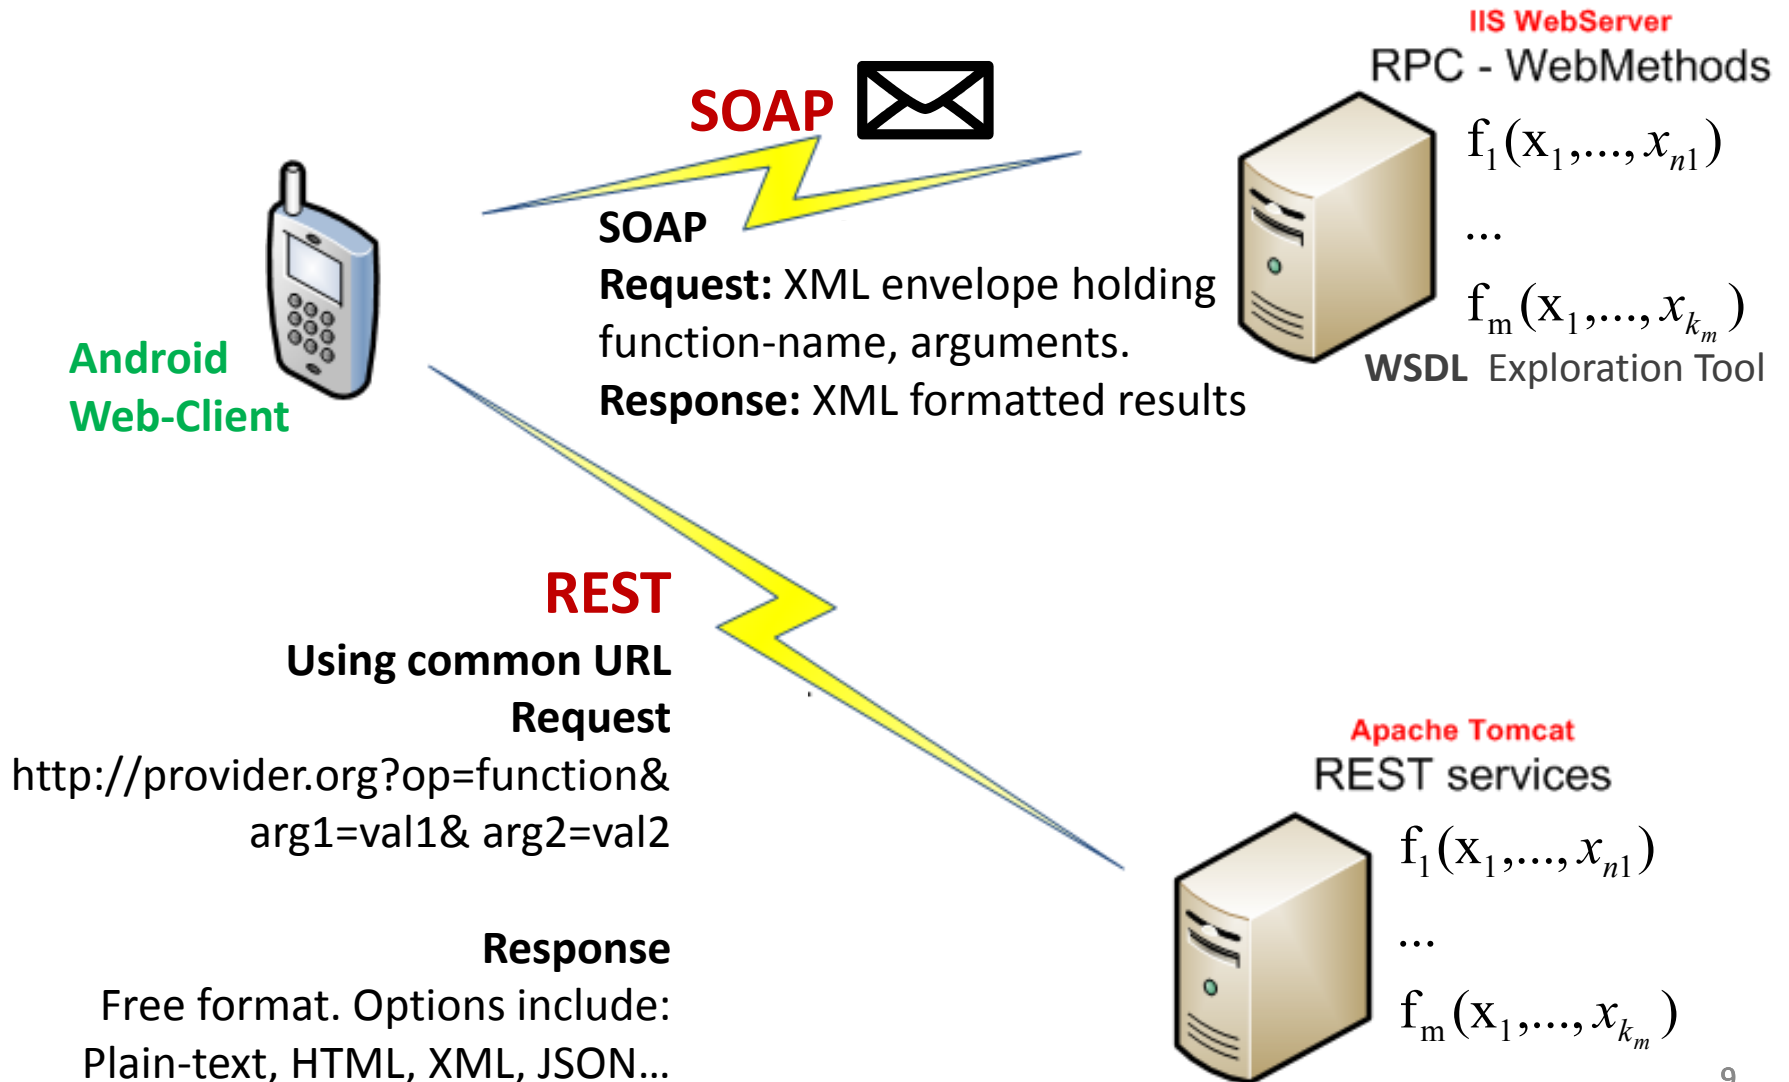 IIS WebServer
RPC - WebMethods
SOAP
f1(x1,..., xn1)
...
fm(x1,..., xkm)
WSDL Exploration Tool
SOAP
Request: XML envelope holding
function-name, arguments.
Response: XML formatted results
Android
Web-Client
REST
Using common URL
Request
http://provider.org?op=function&
arg1=val1& arg2=val2
Response
Free format. Options include:
Plain-text, HTML, XML, JSON…
Apache Tomcat
REST services
f1(x1,..., xn1)
...
fm(x1,..., xkm)
9